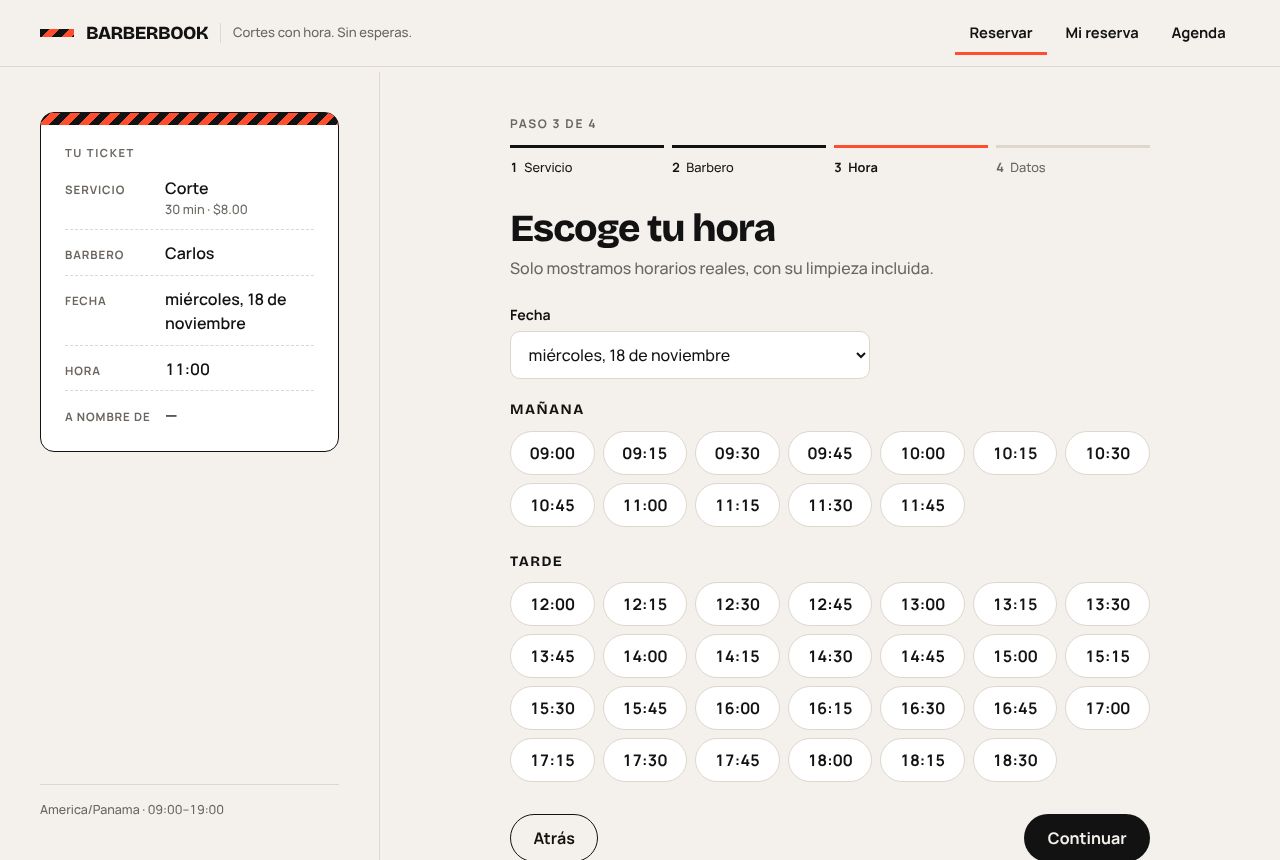 BARBERBOOK
Cortes con hora. Sin esperas.
Reservar
Mi reserva
Agenda
TU TICKET
SERVICIO
Corte
30 min · $8.00
BARBERO
Carlos
FECHA
miércoles, 18 de
noviembre
HORA
11:00
A NOMBRE DE
—
America/Panama · 09:00–19:00
PASO 3 DE 4
1 Servicio
2 Barbero
3 Hora
4 Datos
Escoge tu hora
Solo mostramos horarios reales, con su limpieza incluida.
Fecha
miércoles, 18 de noviembre
MAÑANA
09:00 09:15 09:30 09:45 10:00 10:15 10:30
10:45 11:00 11:15 11:30 11:45
TARDE
12:00 12:15 12:30 12:45 13:00 13:15 13:30
13:45 14:00 14:15 14:30 14:45 15:00 15:15
15:30 15:45 16:00 16:15 16:30 16:45 17:00
17:15 17:30 17:45 18:00 18:15 18:30
Atrás
Continuar